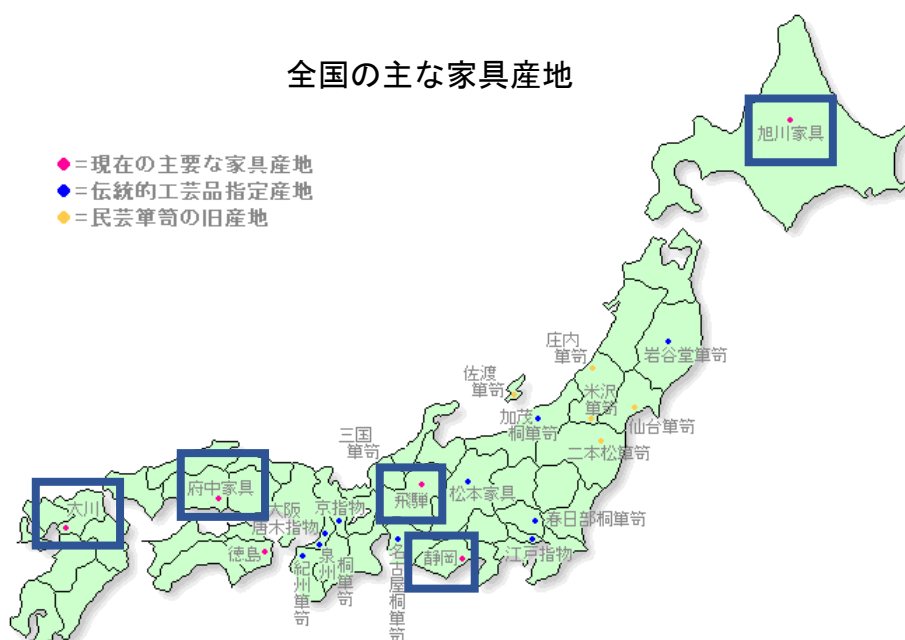 全国の主な家具産地
旭川家具
◆=現在の主要な家具産地
◆=伝統的工芸品指定産地
◆=民芸箪笥の旧産地
庄内
箪笥
岩谷堂箪笥
佐渡
箪笥
米沢
箪笥
加茂
桐箪笥
仙台箪笥
三国
箪笥
二本松箪笥
府中家具
飛騨
松本家具
大川
大阪
唐木指物
京指物
春日部桐箪笥
徳島
静岡
江戸指物
紀州箪笥
泉州
桐箪笥
名古屋桐箪笥